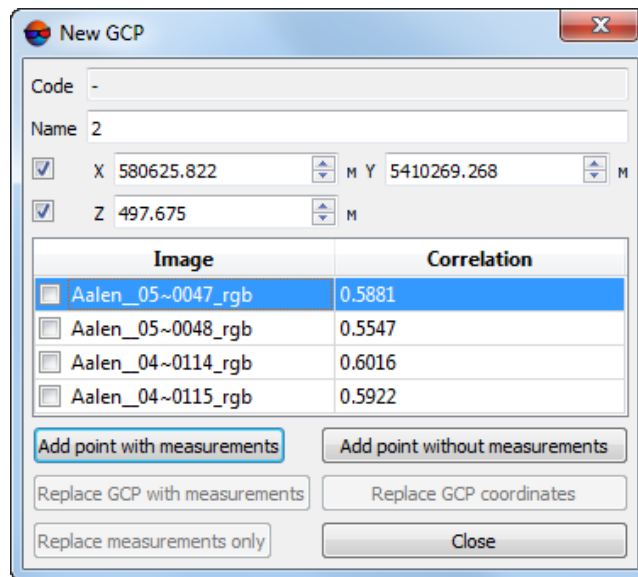 New GCP
Code -
Name 2
X 580625.822 м Y 5410269.268 м
Z 497.675 м
Image Correlation
Aalen__05~0047_rgb 0.5881
Aalen__05~0048_rgb 0.5547
Aalen__04~0114_rgb 0.6016
Aalen__04~0115_rgb 0.5922
Add point with measurements Add point without measurements
Replace GCP with measurements Replace GCP coordinates
Replace measurements only Close